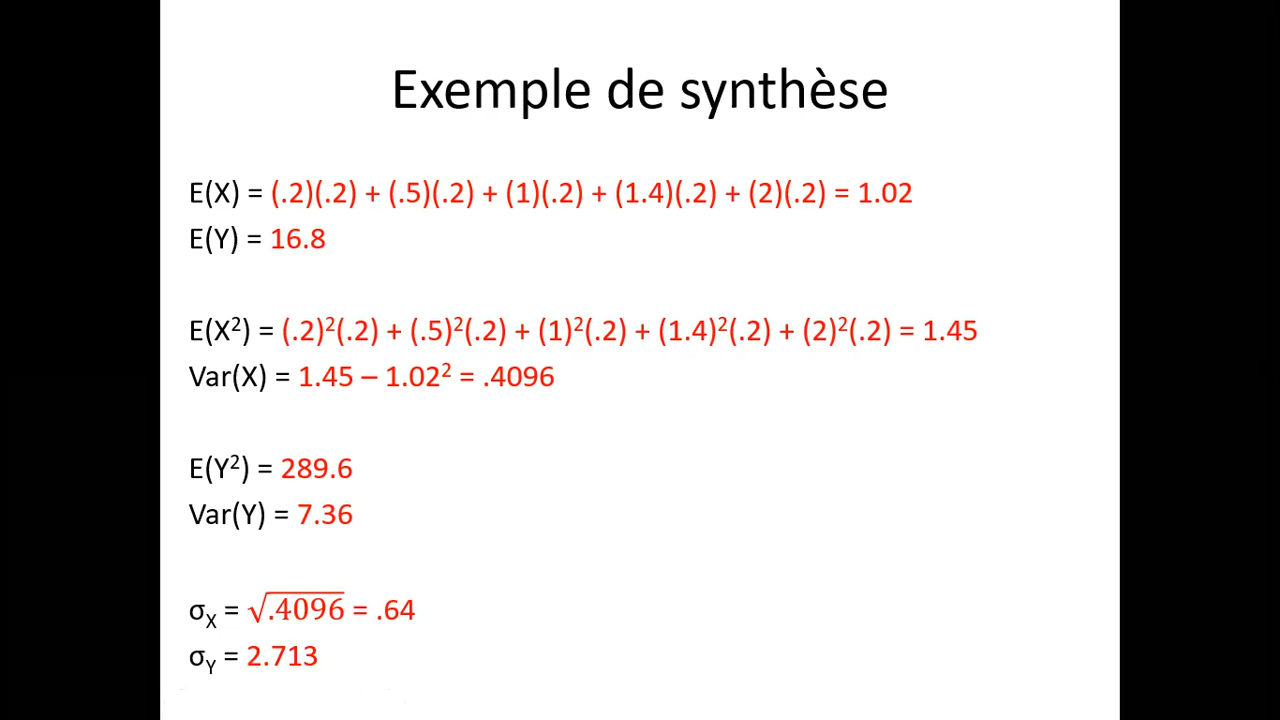 Exemple de synthèse
E(X) = (.2)(.2) + (.5)(.2) + (1)(.2) + (1.4)(.2) + (2)(.2) = 1.02
E(Y) = 16.8
E(X²) = (.2)²(.2) + (.5)²(.2) + (1)²(.2) + (1.4)²(.2) + (2)²(.2) = 1.45
Var(X) = 1.45 – 1.02² = .4096
E(Y²) = 289.6
Var(Y) = 7.36
σX = √.4096 = .64
σY = 2.713